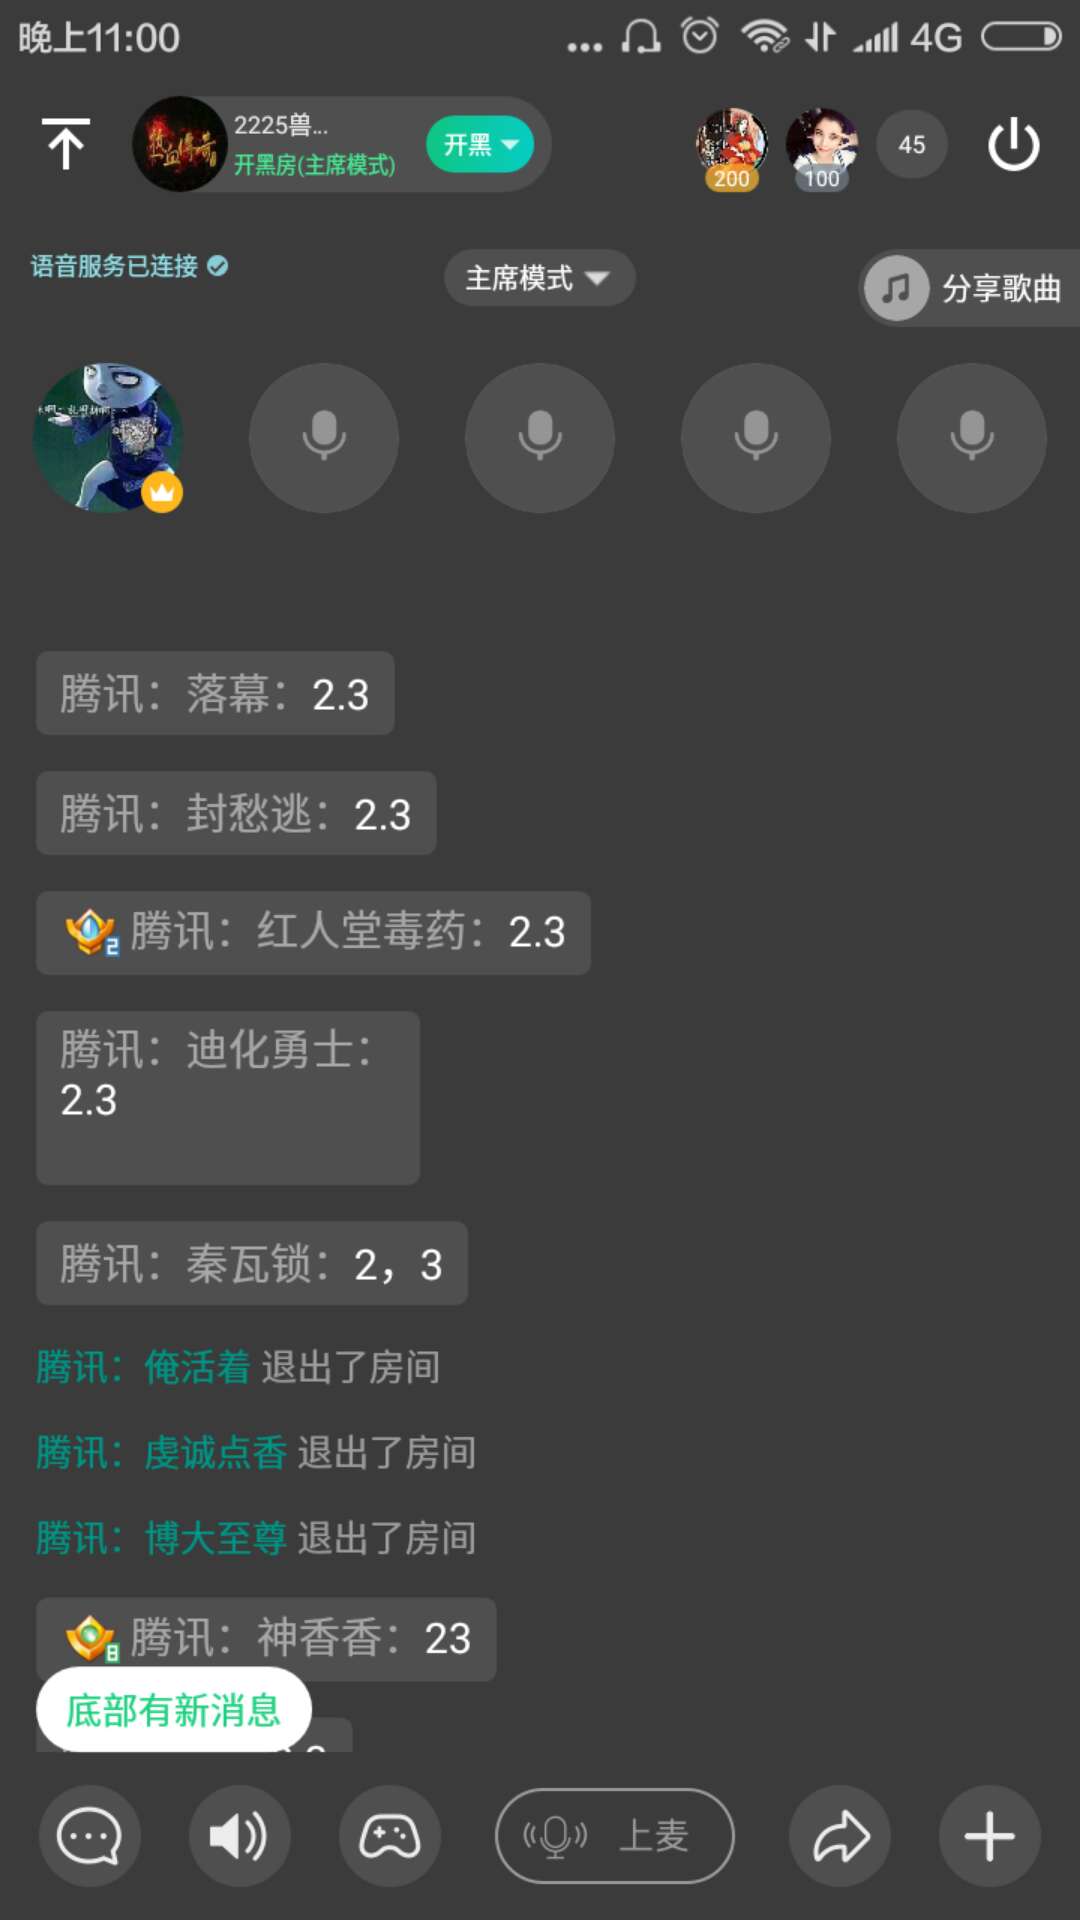 晚上11:00
4G
热血传奇
2225兽...
开黑房(主席模式)
开黑
200
100
45
语音服务已连接
主席模式
分享歌曲
腾讯：落幕：2.3
腾讯：封愁逃：2.3
2 腾讯：红人堂毒药：2.3
腾讯：迪化勇士：
2.3
腾讯：秦瓦锁：2，3
腾讯：俺活着 退出了房间
腾讯：虔诚点香 退出了房间
腾讯：博大至尊 退出了房间
8 腾讯：神香香：23
底部有新消息
上麦